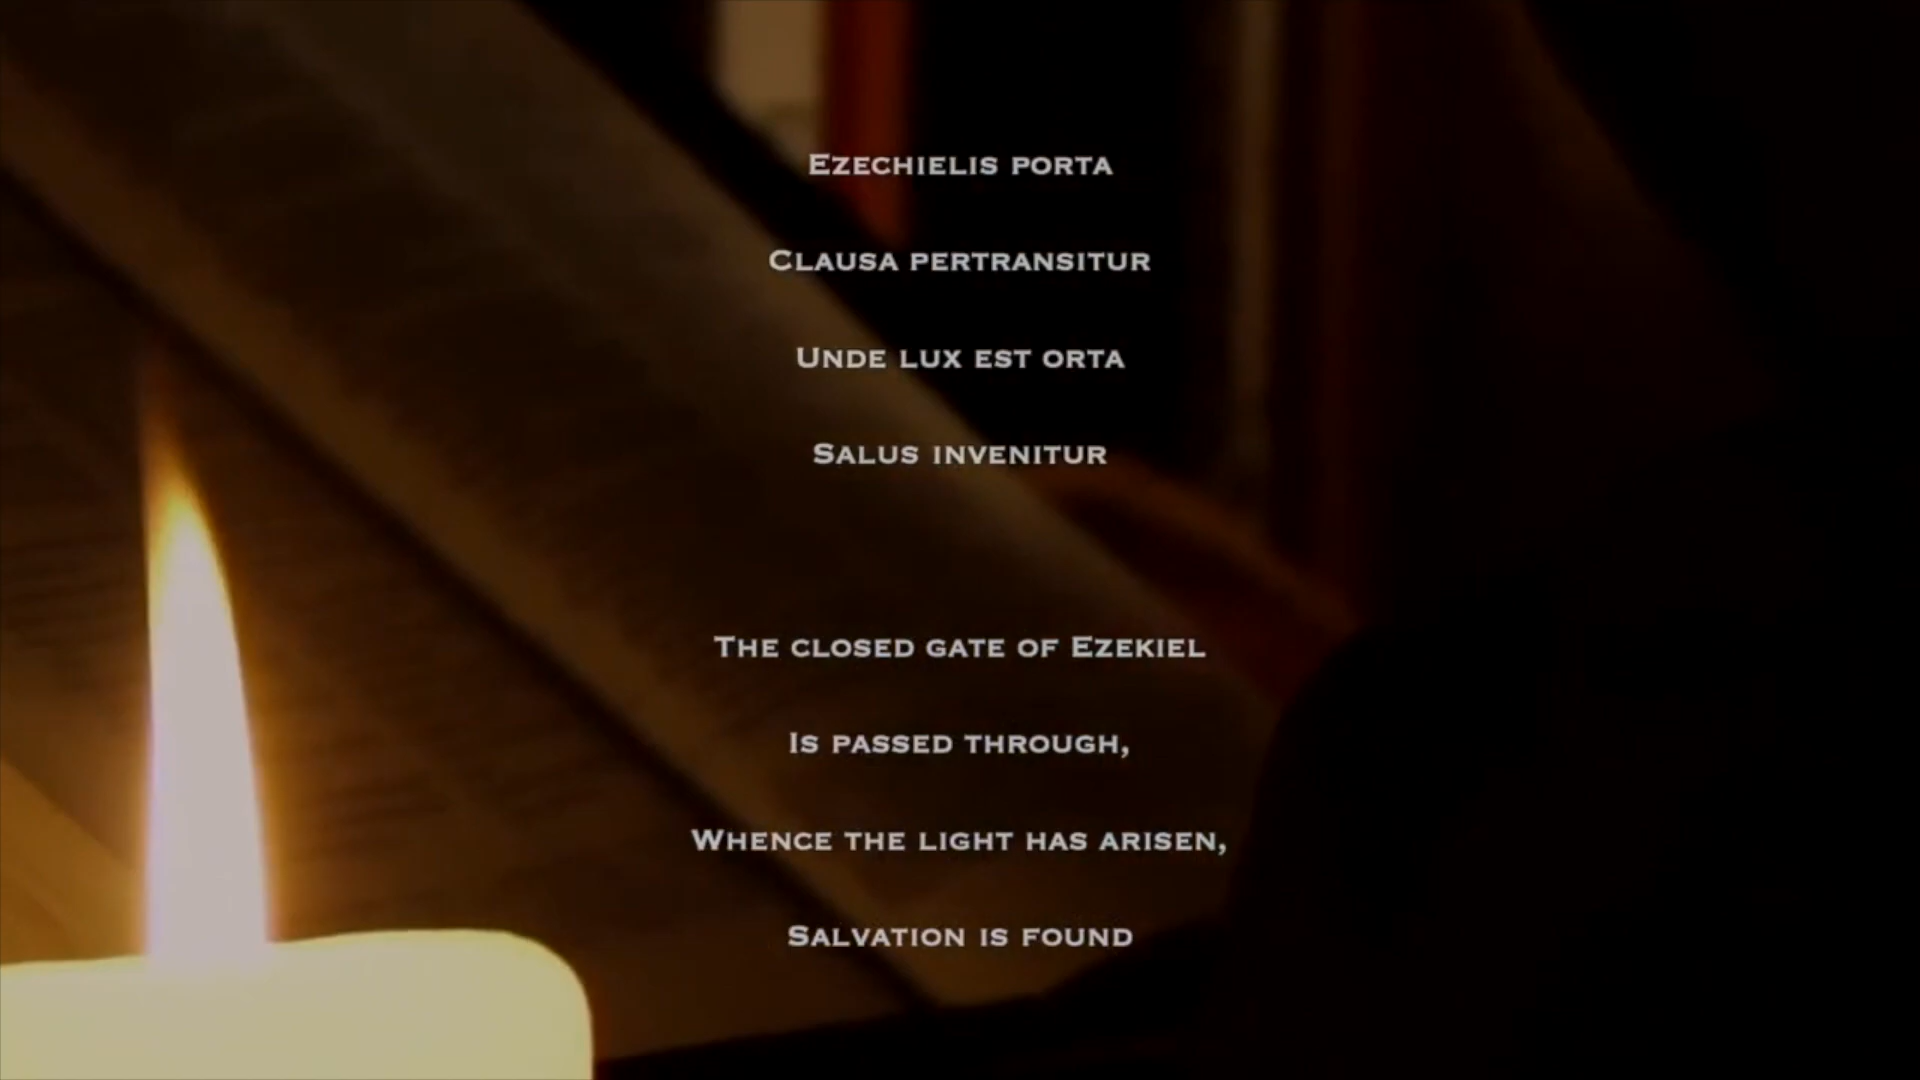 Ezechielis porta
Clausa pertransitur
Unde lux est orta
Salus invenitur
The closed gate of Ezekiel
Is passed through,
Whence the light has arisen,
Salvation is found